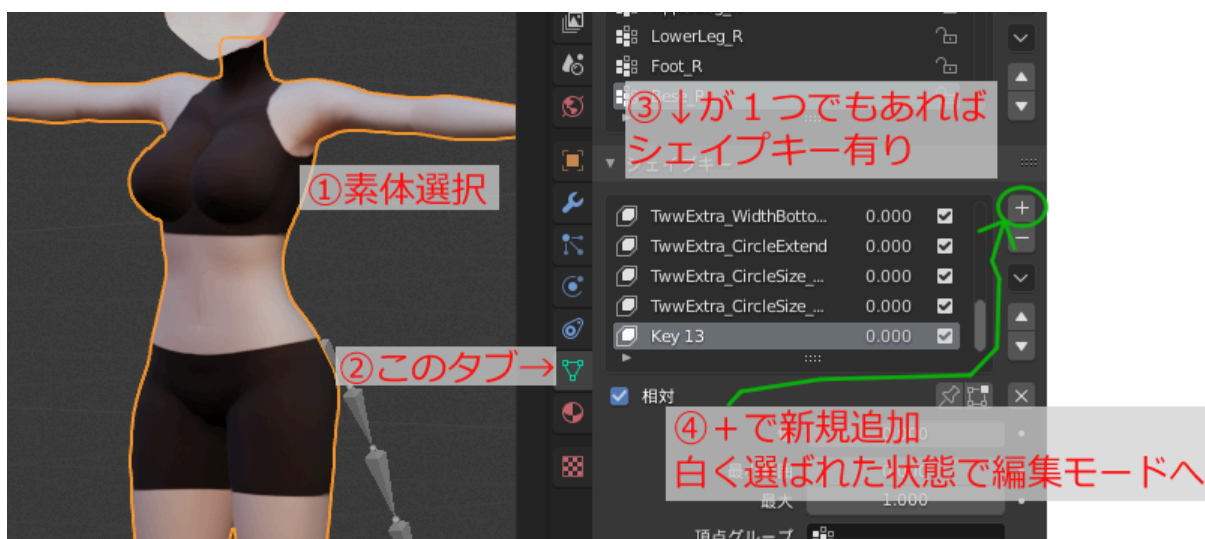 LowerLeg_R
Foot_R
③↓が１つでもあれば
シェイプキー有り
①素体選択
TwwExtra_WidthBotto...
0.000
TwwExtra_CircleExtend
0.000
TwwExtra_CircleSize_...
0.000
TwwExtra_CircleSize_...
0.000
Key 13
0.000
②このタブ→
相対
④＋で新規追加
白く選ばれた状態で編集モードへ
最大
1.000
頂点グループ